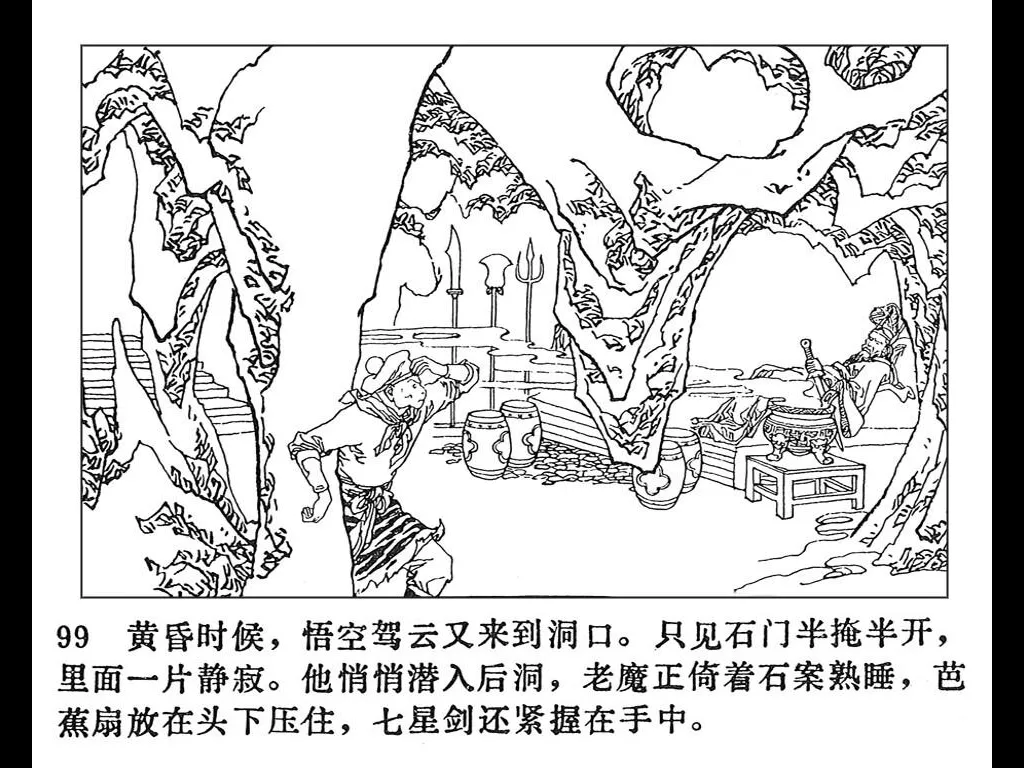 99 黄昏时候，悟空驾云又来到洞口。只见石门半掩半开，
里面一片静寂。他悄悄潜入后洞，老魔正倚着石案熟睡，芭
蕉扇放在头下压住，七星剑还紧握在手中。